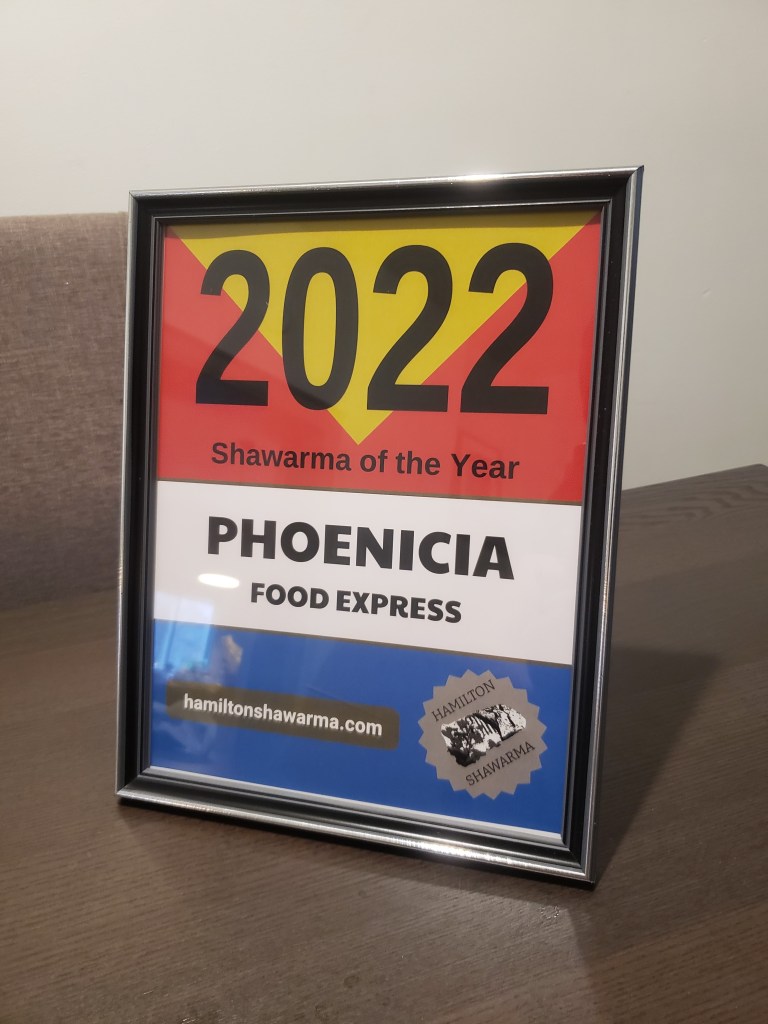 2022
Shawarma of the Year
PHOENICIA
FOOD EXPRESS
hamiltonshawarma.com
HAMILTON
SHAWARMA